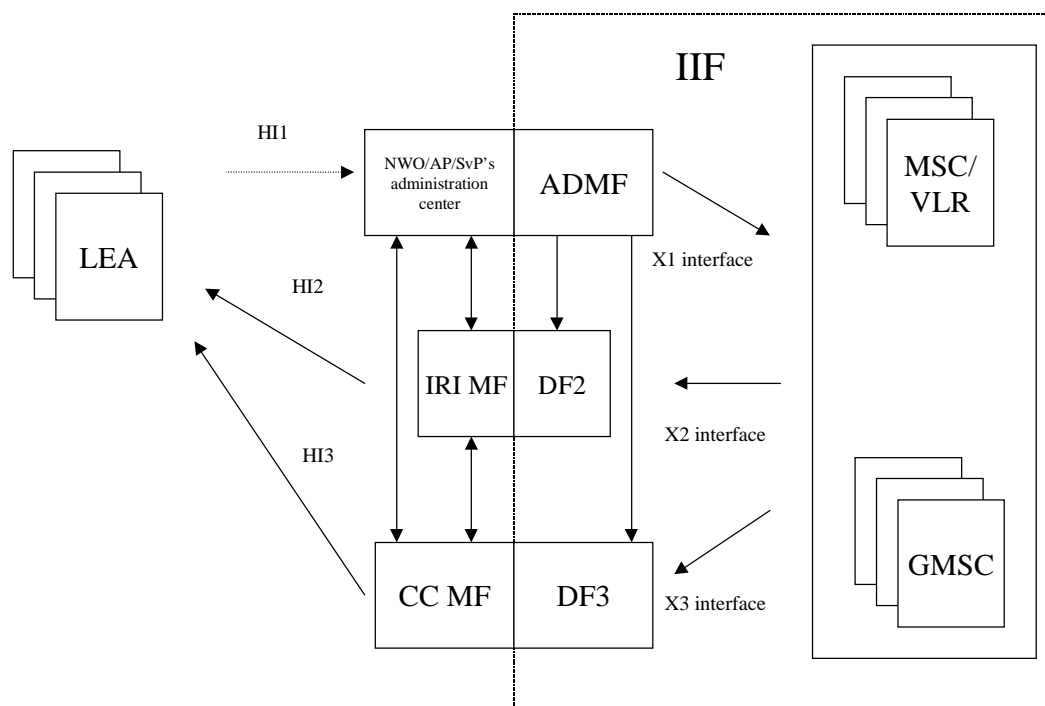 IIF
HI1
NWO/AP/SvP's
administration
center
ADMF
MSC/
VLR
LEA
X1 interface
HI2
IRI MF
DF2
X2 interface
HI3
CC MF
DF3
GMSC
X3 interface